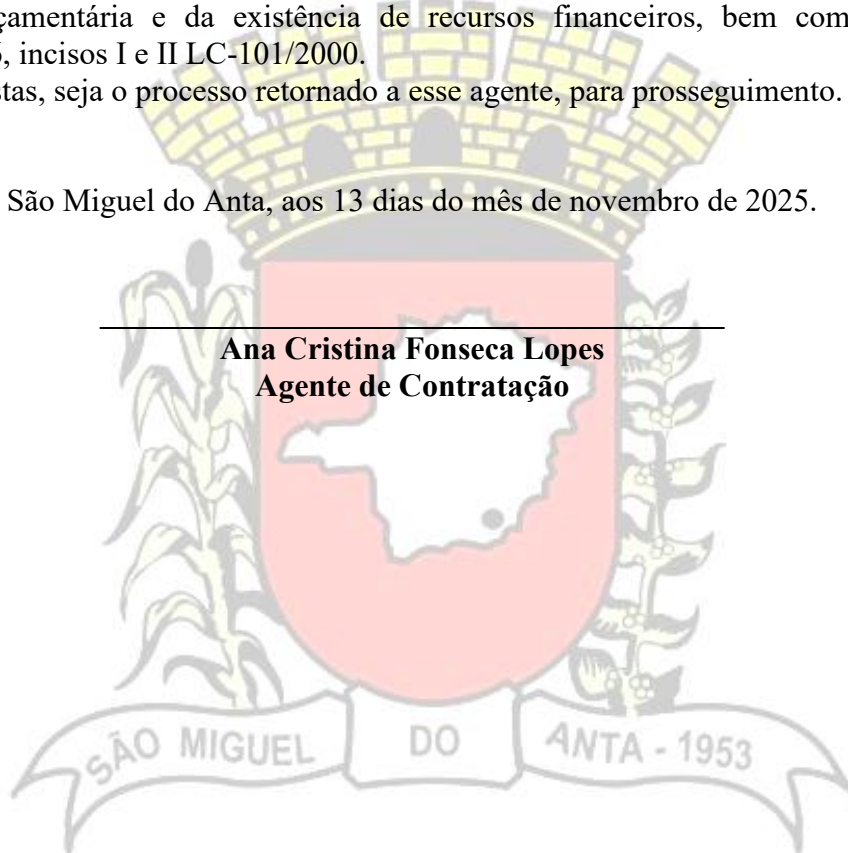 çamentária e da existência de recursos financeiros, bem com
, incisos I e II LC-101/2000.
stas, seja o processo retornado a esse agente, para prosseguimento.
São Miguel do Anta, aos 13 dias do mês de novembro de 2025.
Ana Cristina Fonseca Lopes
Agente de Contratação
SÃO MIGUEL DO ANTA - 1953